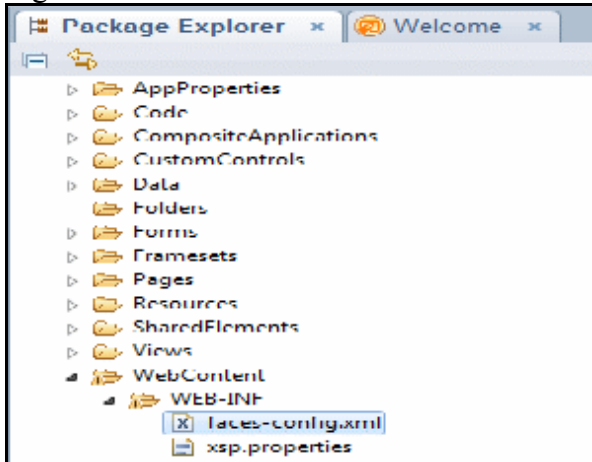 Package Explorer Welcome
AppProperties
Code
CompositeApplications
CustomControls
Data
Folders
Forms
Framesets
Pages
Resources
SharedElements
Views
WebContent
WEB-INF
faces-config.xml
xsp.properties